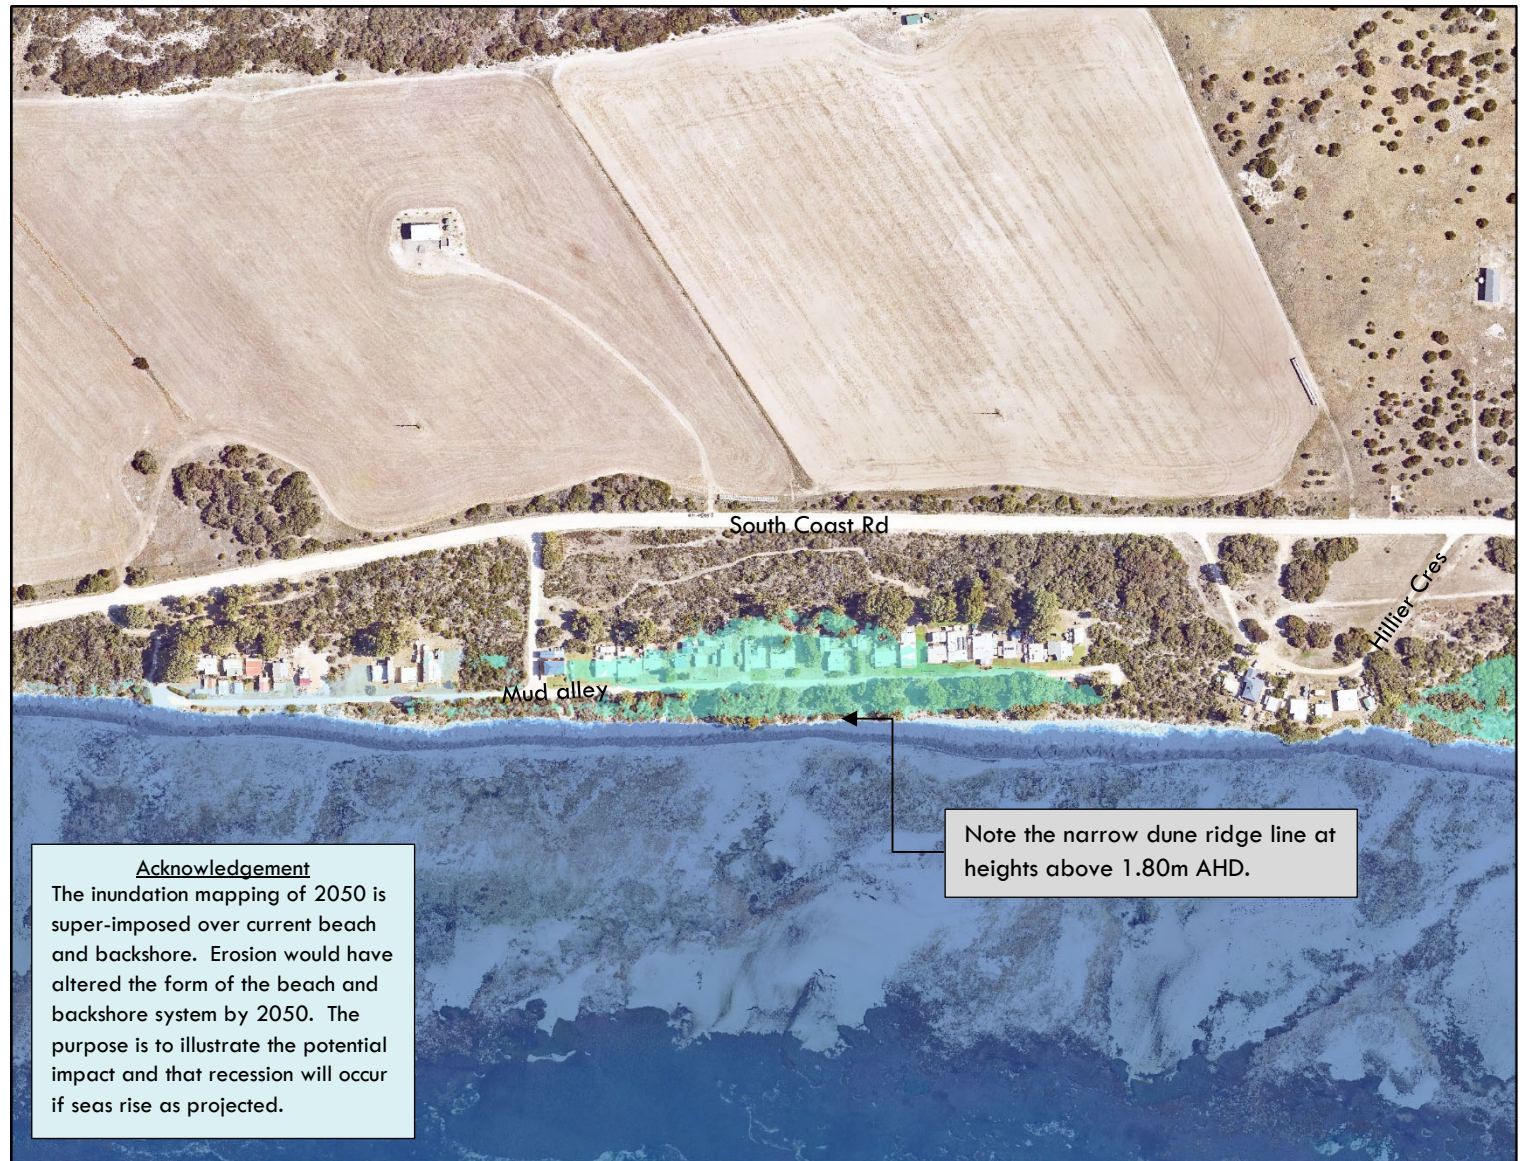 South Coast Rd
Hillier Cres
Mud alley
Note the narrow dune ridge line at
heights above 1.80m AHD.
Acknowledgement
The inundation mapping of 2050 is
super-imposed over current beach
and backshore. Erosion would have
altered the form of the beach and
backshore system by 2050. The
purpose is to illustrate the potential
impact and that recession will occur
if seas rise as projected.